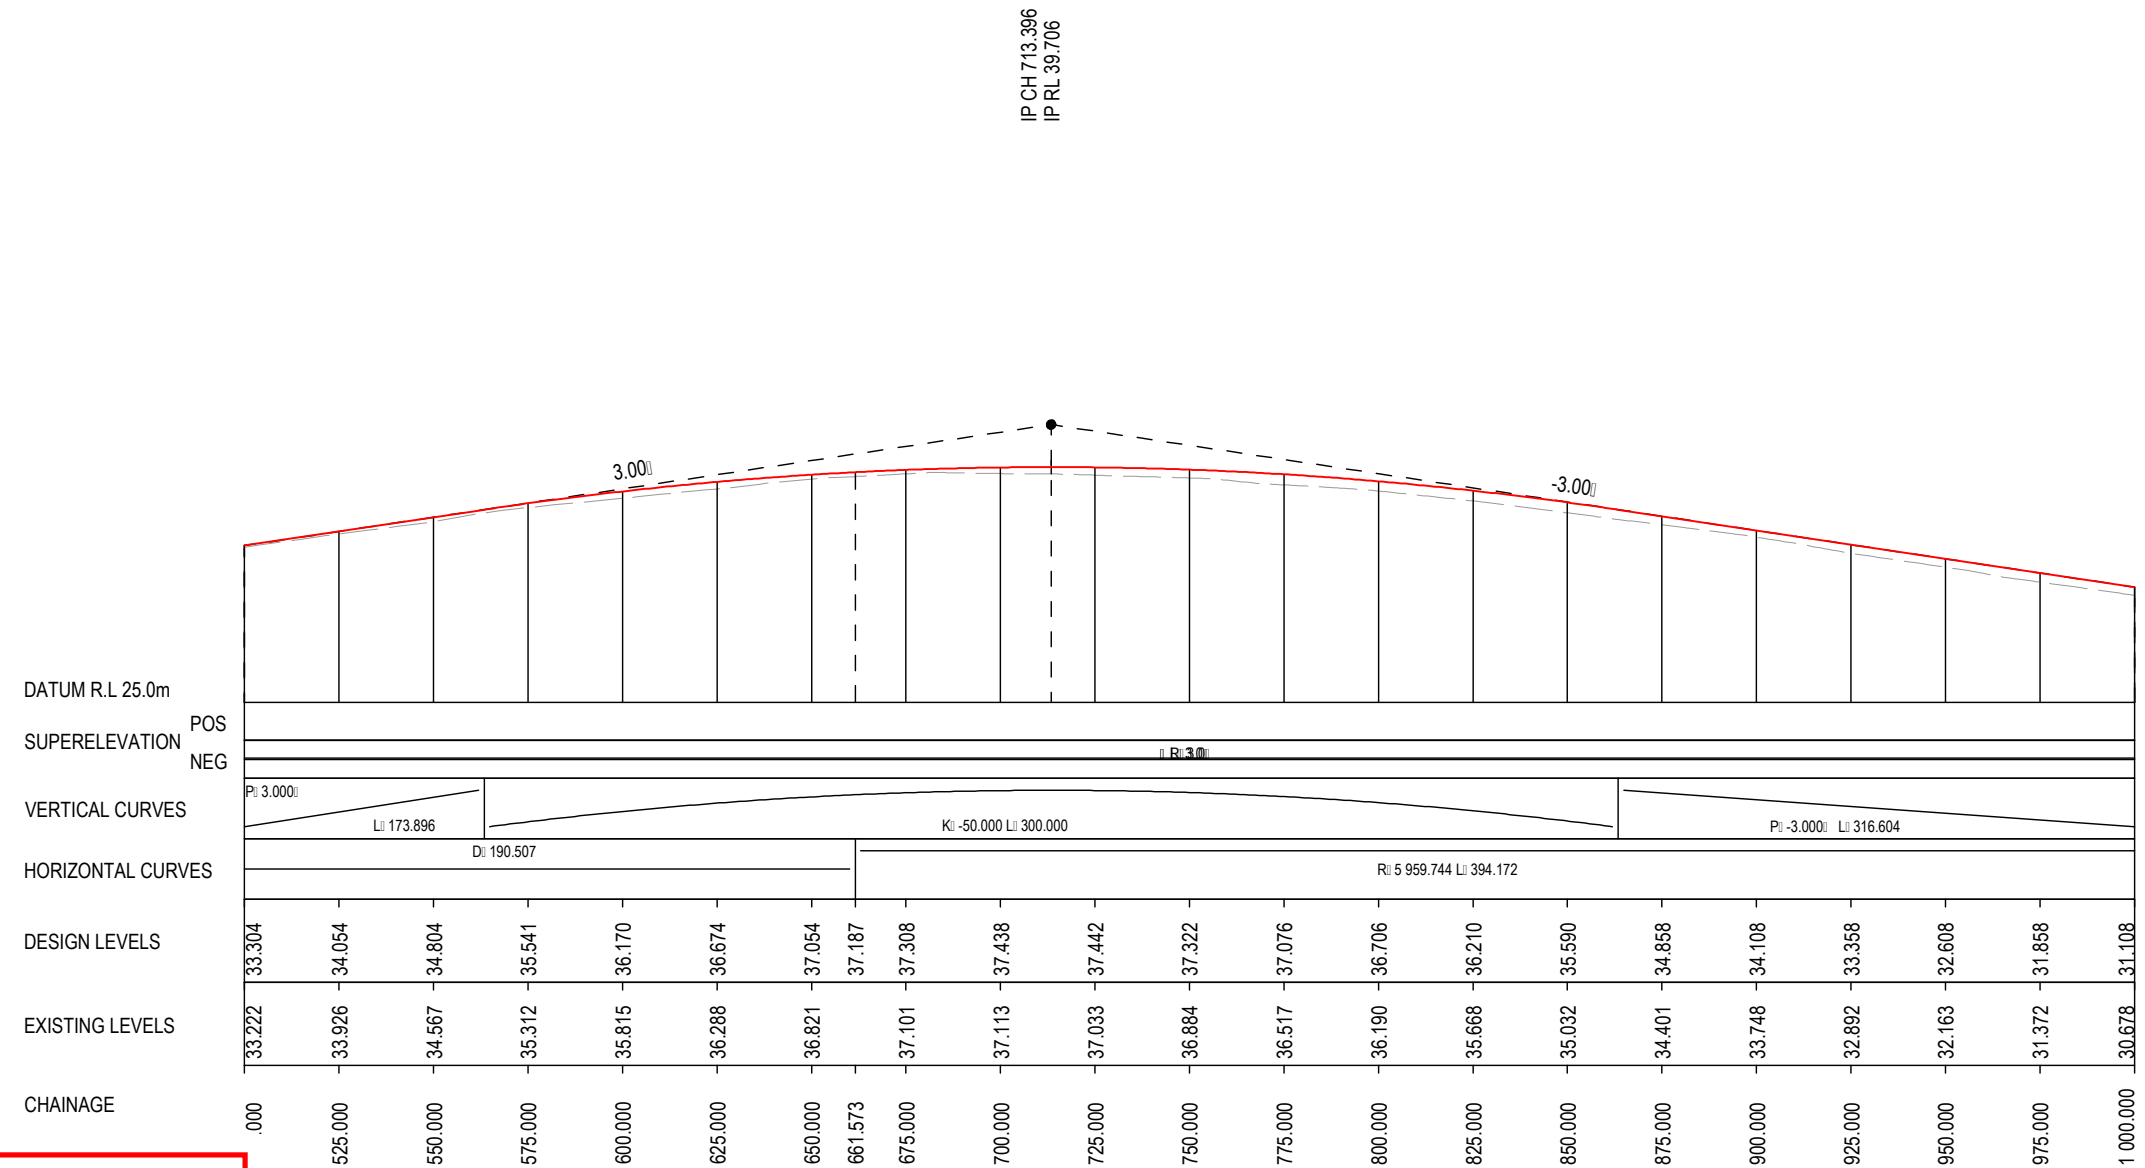 IP CH 713.396
IP RL 39.706
3.00
-3.00
DATUM R.L 25.0m
POS
SUPERELEVATION
NEG
P 3.000
L 173.896
VERTICAL CURVES
K -50.000 L 300.000
P -3.000 L 316.604
HORIZONTAL CURVES
D 190.507
R 5 959.744 L 394.172
DESIGN LEVELS
33.304 34.054 34.804 35.541 36.170 36.674 37.054 37.187 37.308 37.438 37.442 37.322 37.076 36.706 36.210 35.590 34.858 34.108 33.358 32.608 31.858 31.108
EXISTING LEVELS
33.222 33.926 34.567 35.312 35.815 36.288 36.821 37.101 37.113 37.033 36.884 36.517 36.190 35.668 35.032 34.401 33.748 32.892 32.163 31.372 30.678
CHAINAGE
.000 525.000 550.000 575.000 600.000 625.000 650.000 661.573 675.000 700.000 725.000 750.000 775.000 800.000 825.000 850.000 875.000 900.000 925.000 950.000 975.000 1 000.000